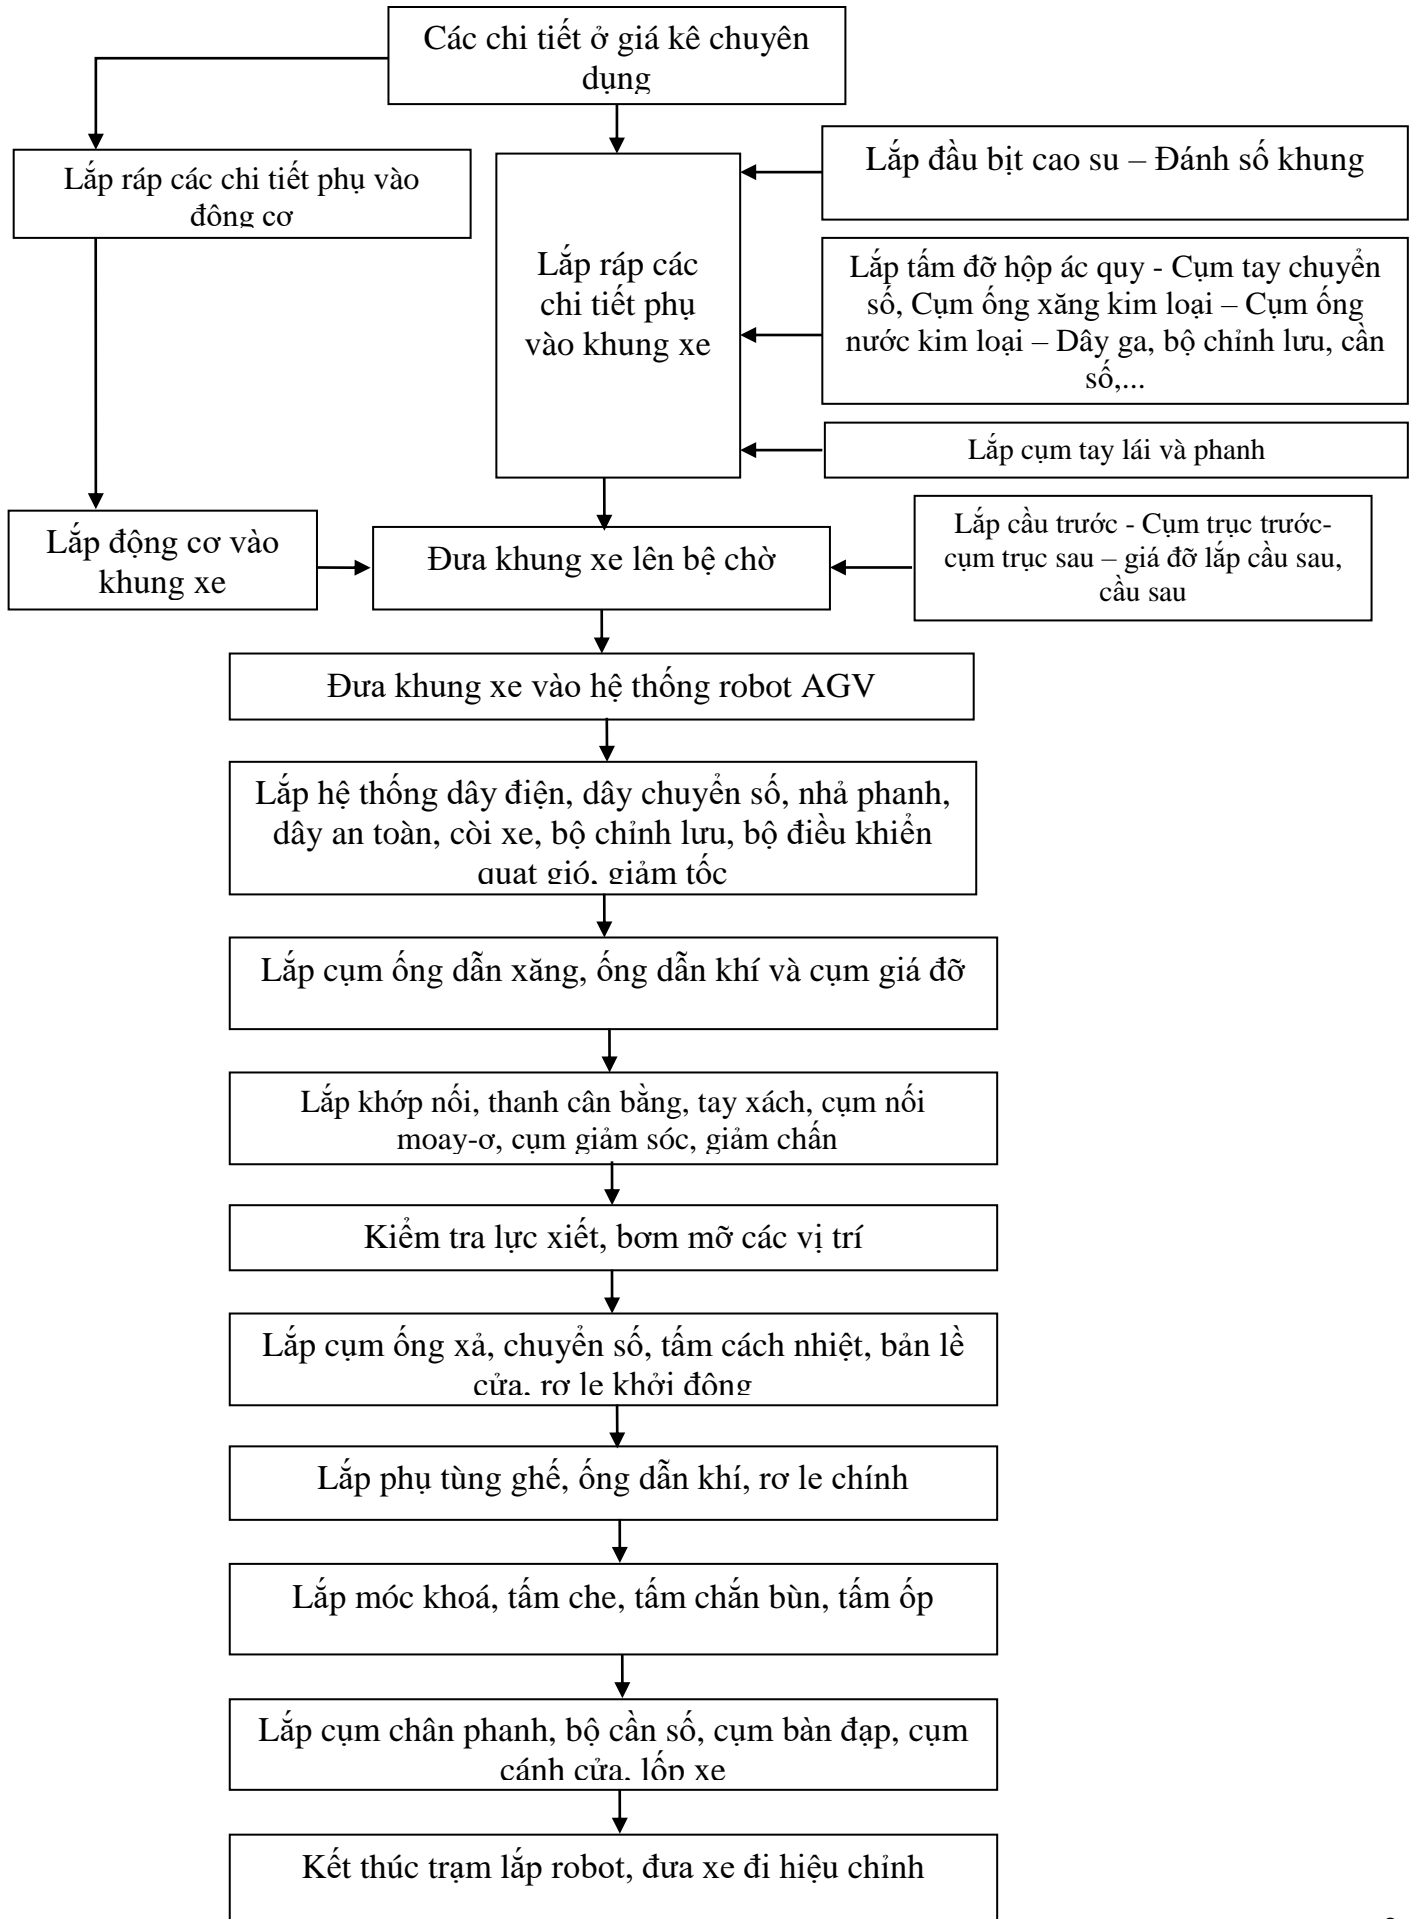 Các chi tiết ở giá kê chuyên
dụng
Lắp ráp các chi tiết phụ vào
động cơ
Lắp ráp các
chi tiết phụ
vào khung xe
Lắp đầu bịt cao su – Đánh số khung
Lắp tấm đỡ hộp ác quy - Cụm tay chuyển
số, Cụm ống xăng kim loại – Cụm ống
nước kim loại – Dây ga, bộ chỉnh lưu, cần
số,...
Lắp cụm tay lái và phanh
Lắp động cơ vào
khung xe
Đưa khung xe lên bệ chờ
Lắp cầu trước - Cụm trục trước-
cụm trục sau – giá đỡ lắp cầu sau,
cầu sau
Đưa khung xe vào hệ thống robot AGV
Lắp hệ thống dây điện, dây chuyển số, nhả phanh,
dây an toàn, còi xe, bộ chỉnh lưu, bộ điều khiển
quạt gió, giảm tốc
Lắp cụm ống dẫn xăng, ống dẫn khí và cụm giá đỡ
Lắp khớp nối, thanh cân bằng, tay xách, cụm nối
moay-ơ, cụm giảm sóc, giảm chấn
Kiểm tra lực xiết, bơm mỡ các vị trí
Lắp cụm ống xả, chuyển số, tấm cách nhiệt, bản lề
cửa, rơ le khởi động
Lắp phụ tùng ghế, ống dẫn khí, rơ le chính
Lắp móc khoá, tấm che, tấm chắn bùn, tấm ốp
Lắp cụm chân phanh, bộ cần số, cụm bàn đạp, cụm
cánh cửa, lốp xe
Kết thúc trạm lắp robot, đưa xe đi hiệu chỉnh